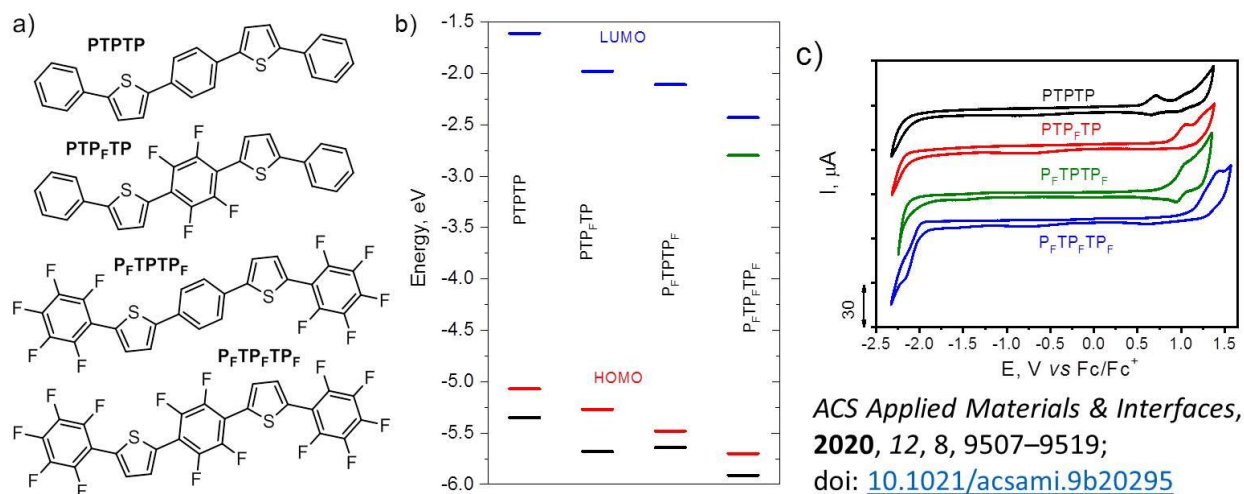 a)
PTPTP
S
S
PTPFTP
F
F
S
S
F
F
PFTPTPF
F
F
F
F
F
S
S
F
F
F
F
F
PFTPFTPF
F
F
F
F
F
S
F
F
F
F
S
F
F
F
F
F
b)
-1.5
-2.0
-2.5
-3.0
-3.5
-4.0
-4.5
-5.0
-5.5
-6.0
Energy, eV
LUMO
PTPTP
PTPFTP
PFTPTPF
PFTPFTPF
HOMO
c)
PTPTP
PTPFTP
PFTPTPF
PFTPFTPF
I, μA
30
-2.5 -2.0 -1.5 -1.0 -0.5 0.0 0.5 1.0 1.5
E, V vs Fc/Fc+
ACS Applied Materials & Interfaces,
2020, 12, 8, 9507–9519;
doi: 10.1021/acsami.9b20295